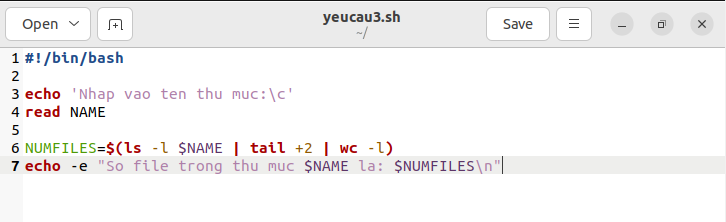 Open yeucau3.sh Save
~/
1 #!/bin/bash
2
3 echo 'Nhap vao ten thu muc:\c'
4 read NAME
5
6 NUMFILES=$(ls -l $NAME | tail +2 | wc -l)
7 echo -e "So file trong thu muc $NAME la: $NUMFILES\n"